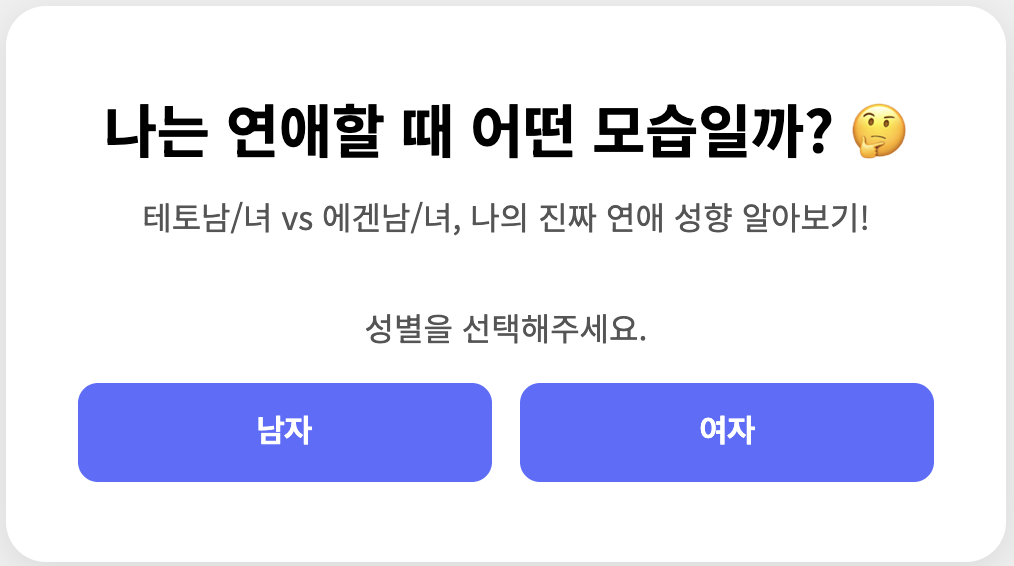 나는 연애할 때 어떤 모습일까? 🤔
테토남/녀 vs 에겐남/녀, 나의 진짜 연애 성향 알아보기!
성별을 선택해주세요.
남자
여자